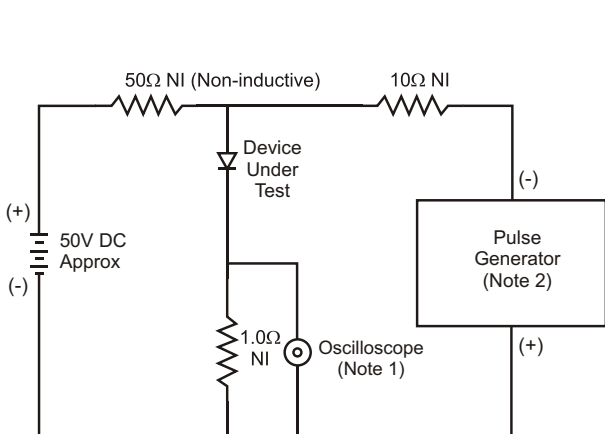 50Ω NI (Non-inductive)
10Ω NI
Device
Under
Test
(-)
(+)
50V DC
Approx
(-)
Pulse
Generator
(Note 2)
1.0Ω
NI
Oscilloscope
(Note 1)
(+)